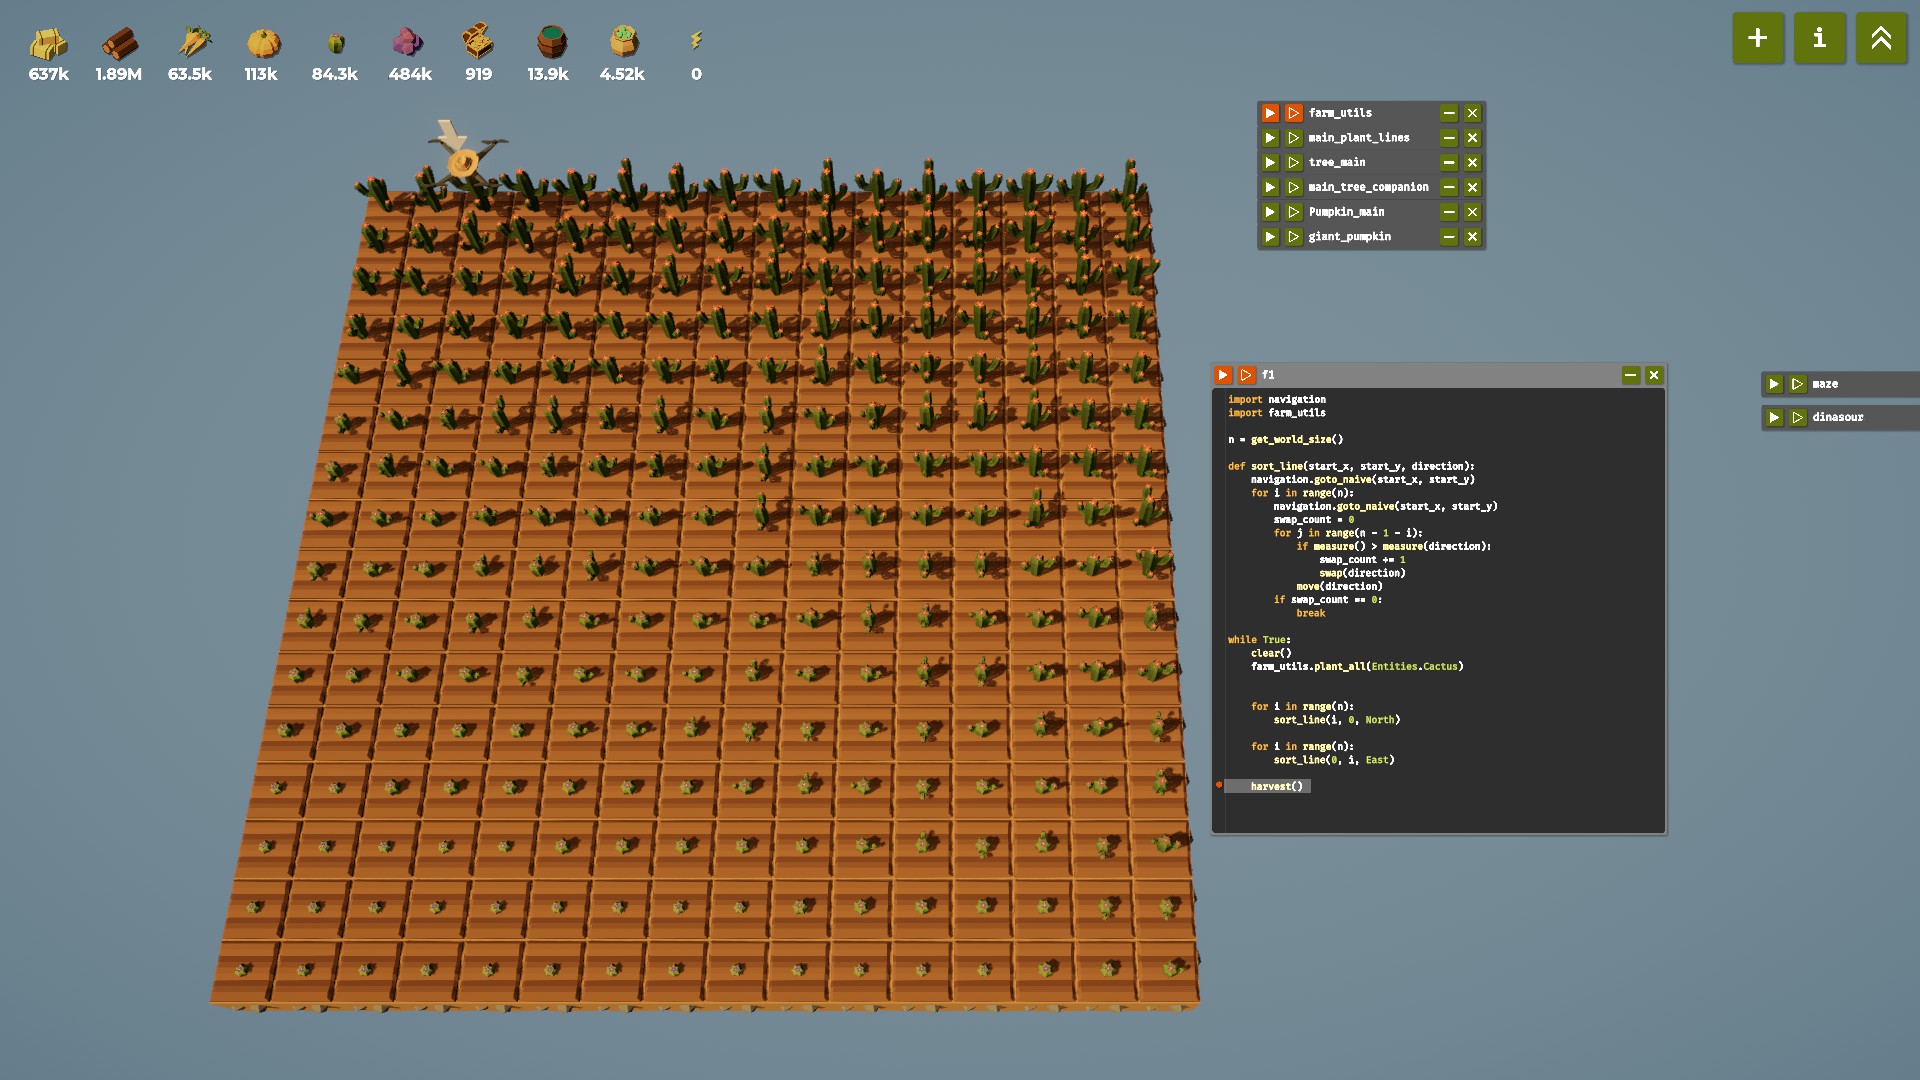 637k 1.89M 63.5k 113k 84.3k 484k 919 13.9k 4.52k 0
+ i
farm_utils
main_plant_lines
tree_main
main_tree_companion
Pumpkin_main
giant_pumpkin
f1
import navigation
import farm_utils
n = get_world_size()
def sort_line(start_x, start_y, direction):
    navigation.goto_naive(start_x, start_y)
    for i in range(n):
        navigation.goto_naive(start_x, start_y)
        swap_count = 0
        for j in range(n - 1 - i):
            if measure() > measure(direction):
                swap_count += 1
                swap(direction)
            move(direction)
        if swap_count == 0:
            break
while True:
    clear()
    farm_utils.plant_all(Entities.Cactus)
    for i in range(n):
        sort_line(i, 0, North)
    for i in range(n):
        sort_line(0, i, East)
    harvest()
maze
dinasour